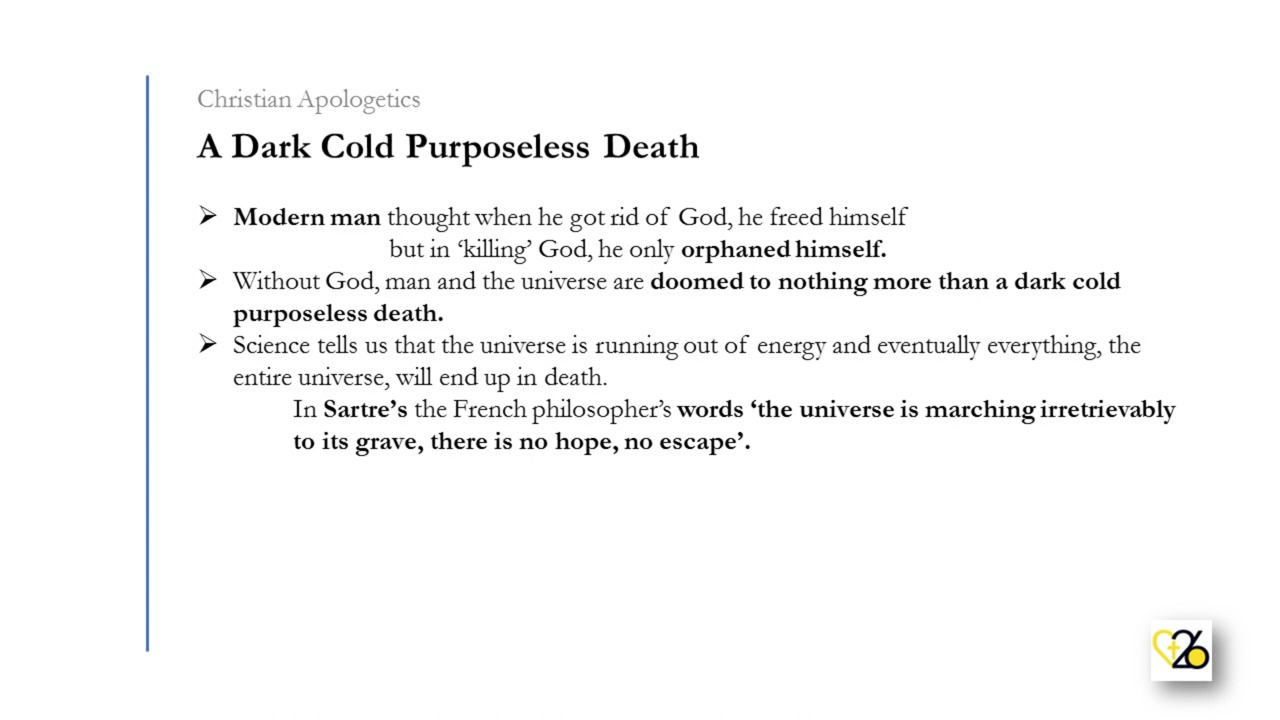 Christian Apologetics
A Dark Cold Purposeless Death
➢ Modern man thought when he got rid of God, he freed himself
but in ‘killing’ God, he only orphaned himself.
➢ Without God, man and the universe are doomed to nothing more than a dark cold
purposeless death.
➢ Science tells us that the universe is running out of energy and eventually everything, the
entire universe, will end up in death.
In Sartre’s the French philosopher’s words ‘the universe is marching irretrievably
to its grave, there is no hope, no escape’.
26